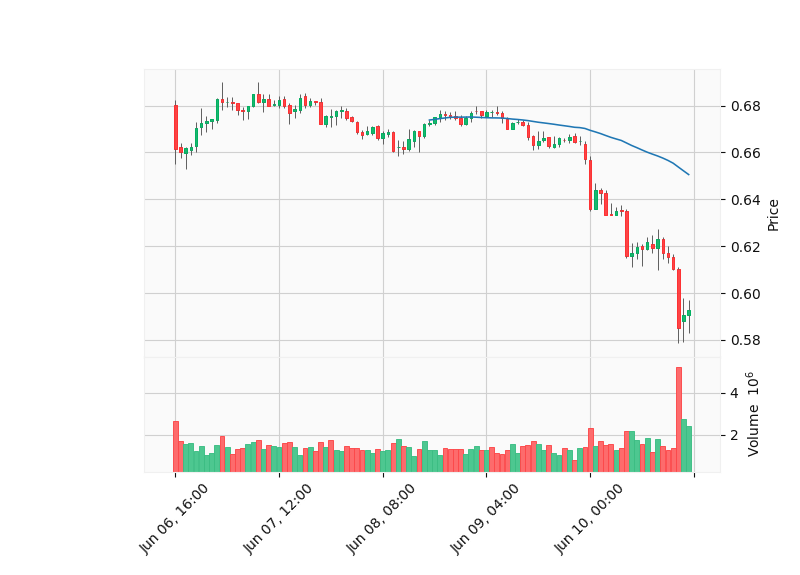 0.68
0.66
0.64
0.62
0.60
0.58
Price
4
2
Volume 10^6
Jun 06, 16:00
Jun 07, 12:00
Jun 08, 08:00
Jun 09, 04:00
Jun 10, 00:00